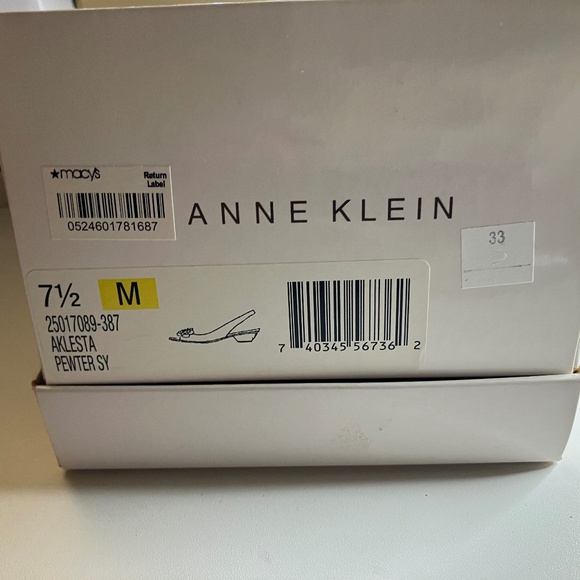 ★macy's Return
Label
0524601781687
ANNE KLEIN
33
7½ M
25017089-387
AKLESTA
PEWTER SY
7 40345 56736 2